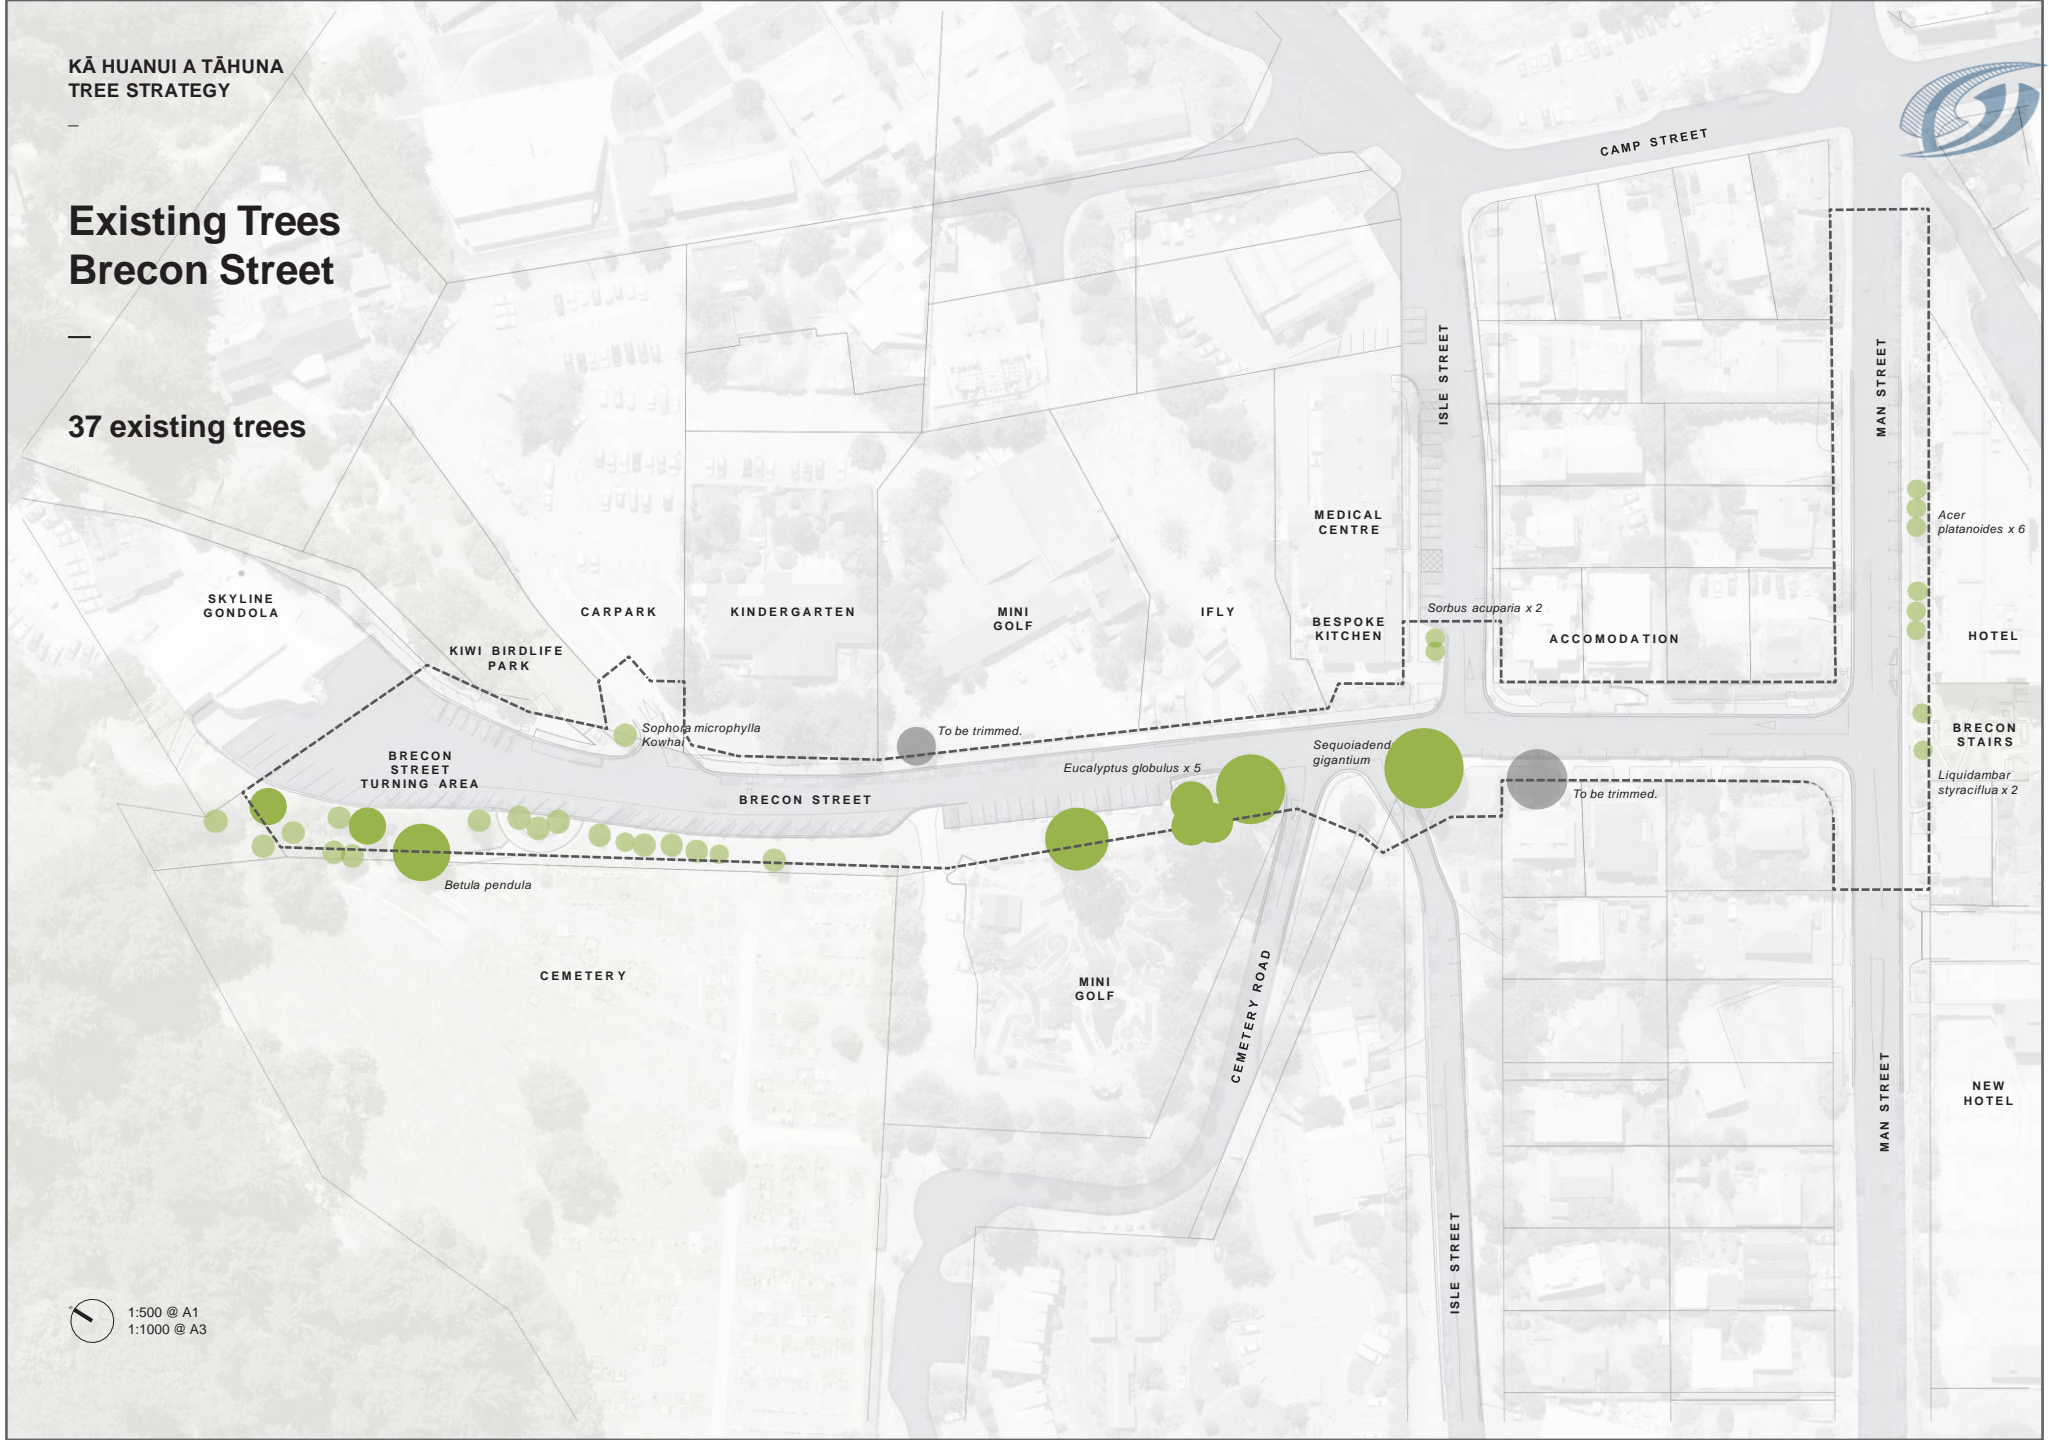 KĀ HUANUI A TĀHUNA
TREE STRATEGY
–
Existing Trees
Brecon Street
—
37 existing trees
CAMP STREET
ISLE STREET
MAN STREET
MEDICAL
CENTRE
Acer
platanoides x 6
SKYLINE
GONDOLA
CARPARK
KINDERGARTEN
MINI
GOLF
IFLY
Sorbus acuparia x 2
BESPOKE
KITCHEN
ACCOMODATION
HOTEL
KIWI BIRDLIFE
PARK
Sophora microphylla
Kowhai
To be trimmed.
BRECON
STAIRS
BRECON
STREET
TURNING AREA
Eucalyptus globulus x 5
Sequoiadend
gigantium
BRECON STREET
To be trimmed.
Liquidambar
styraciflua x 2
Betula pendula
CEMETERY
MINI
GOLF
CEMETERY ROAD
MAN STREET
NEW
HOTEL
ISLE STREET
1:500 @ A1
1:1000 @ A3